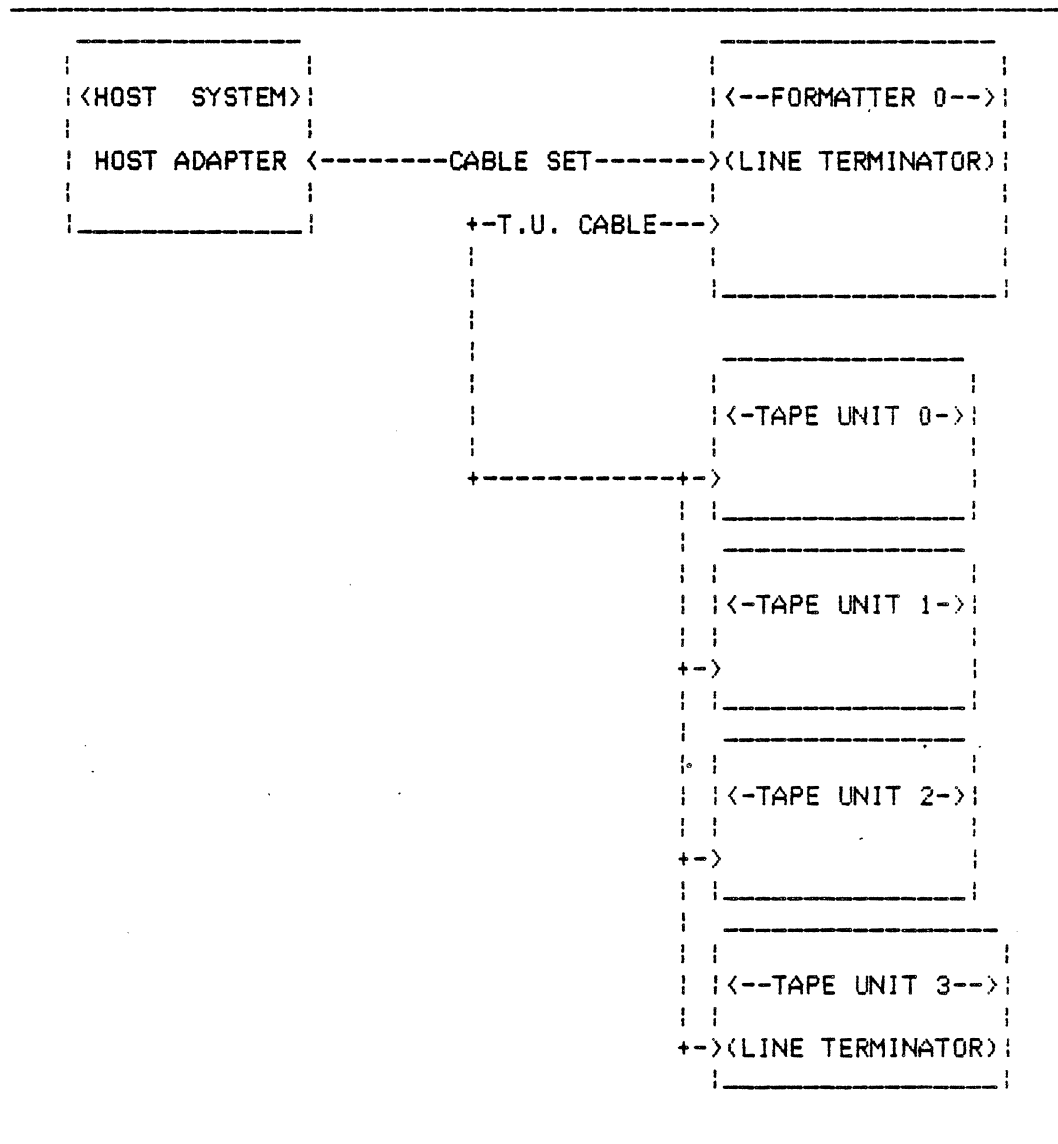 <HOST SYSTEM> <--FORMATTER 0-->
HOST ADAPTER <--------CABLE SET------->(LINE TERMINATOR)
+-T.U. CABLE--->
<-TAPE UNIT 0->
+-------------+->
<-TAPE UNIT 1->
+->
<-TAPE UNIT 2->
+->
<--TAPE UNIT 3-->
+->(LINE TERMINATOR)